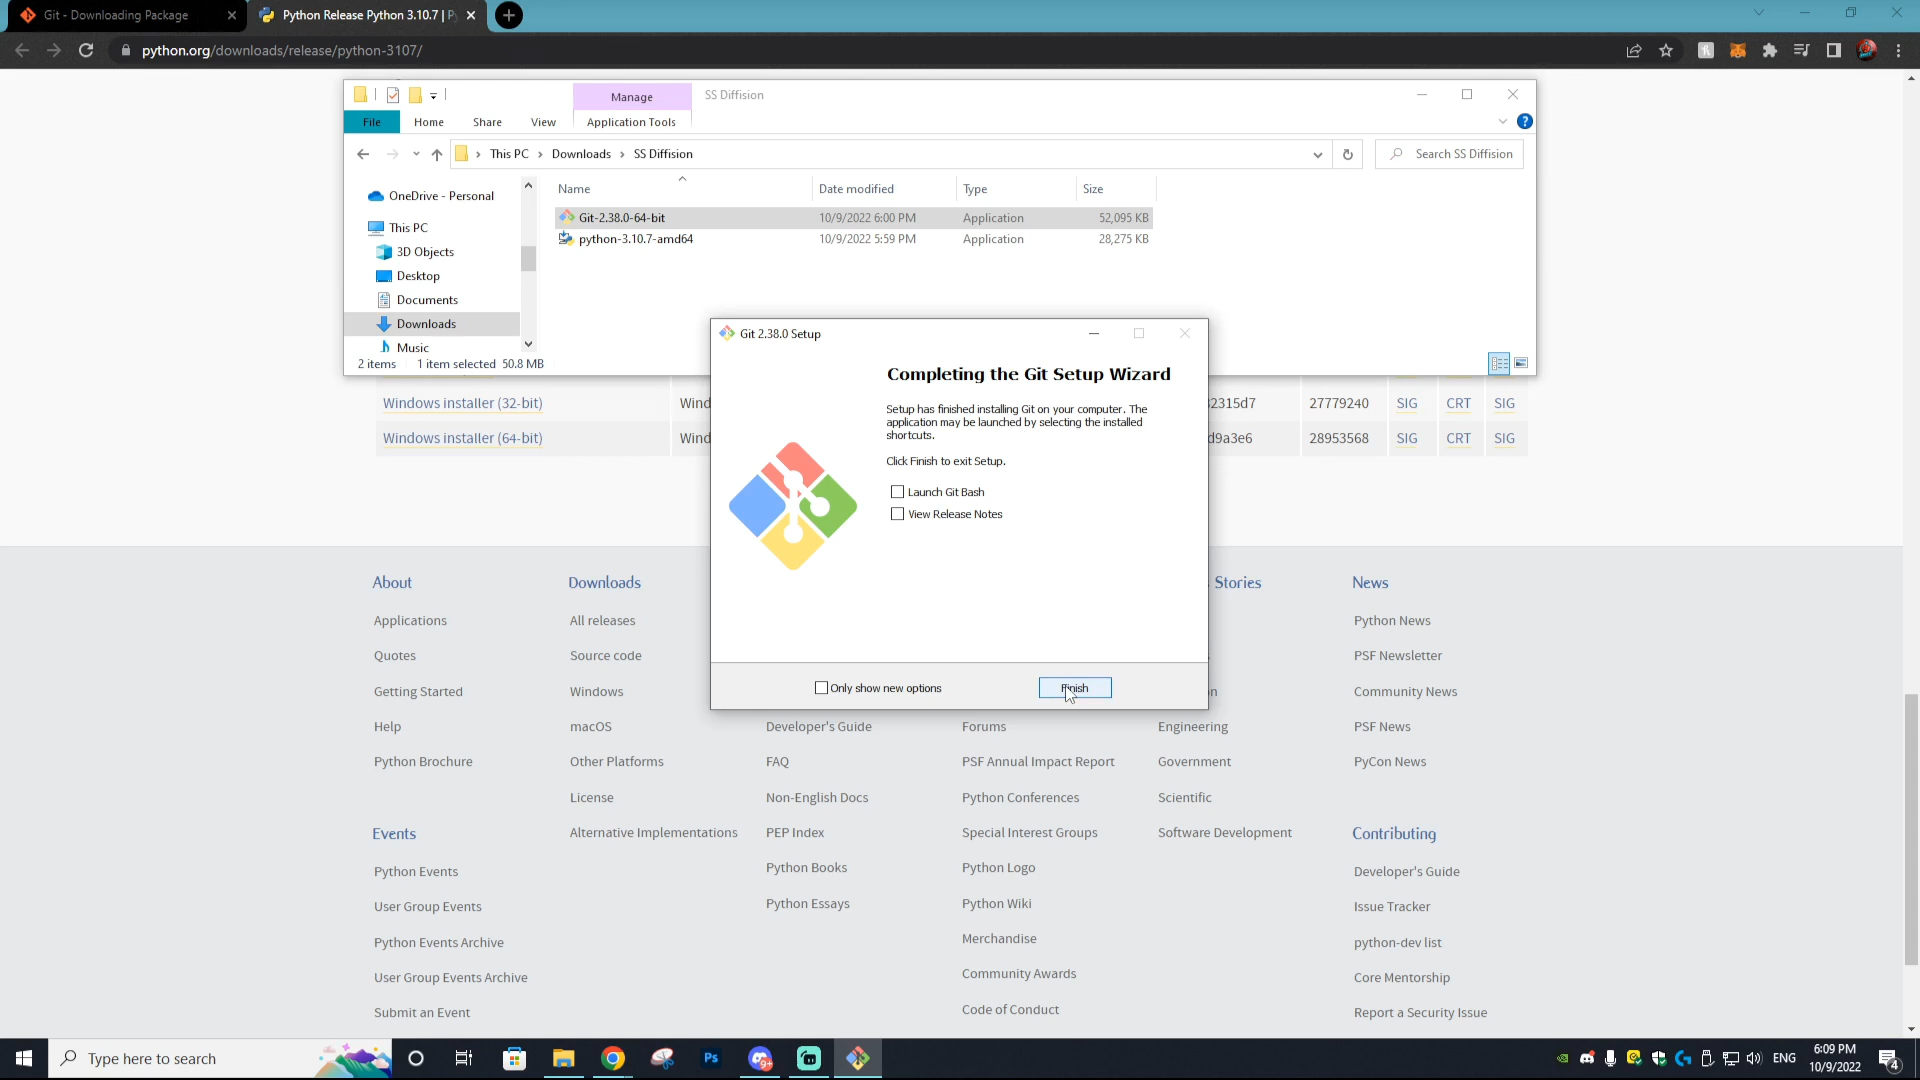 Git - Downloading Package
Python Release Python 3.10.7 | P
python.org/downloads/release/python-3107/
Manage
SS Diffision
File
Home
Share
View
Application Tools
This PC
Downloads
SS Diffision
Search SS Diffision
Name
Date modified
Type
Size
OneDrive - Personal
This PC
3D Objects
Desktop
Documents
Downloads
Music
Git-2.38.0-64-bit
10/9/2022 6:00 PM
Application
52,095 KB
python-3.10.7-amd64
10/9/2022 5:59 PM
Application
28,275 KB
2 items
1 item selected
50.8 MB
Git 2.38.0 Setup
Completing the Git Setup Wizard
Setup has finished installing Git on your computer. The
application may be launched by selecting the installed
shortcuts.
Click Finish to exit Setup.
Launch Git Bash
View Release Notes
Only show new options
Finish
Windows installer (32-bit)
Wind
2315d7
27779240
SIG
CRT
SIG
Windows installer (64-bit)
Wind
d9a3e6
28953568
SIG
CRT
SIG
About
Applications
Quotes
Getting Started
Help
Python Brochure
Downloads
All releases
Source code
Windows
macOS
Other Platforms
License
Alternative Implementations
Developer's Guide
FAQ
Non-English Docs
PEP Index
Python Books
Python Essays
Forums
PSF Annual Impact Report
Python Conferences
Special Interest Groups
Python Logo
Python Wiki
Merchandise
Community Awards
Code of Conduct
Stories
Engineering
Government
Scientific
Software Development
News
Python News
PSF Newsletter
Community News
PSF News
PyCon News
Events
Python Events
User Group Events
Python Events Archive
User Group Events Archive
Submit an Event
Contributing
Developer's Guide
Issue Tracker
python-dev list
Core Mentorship
Report a Security Issue
Type here to search
Ps
9+
ENG
6:09 PM
10/9/2022
4